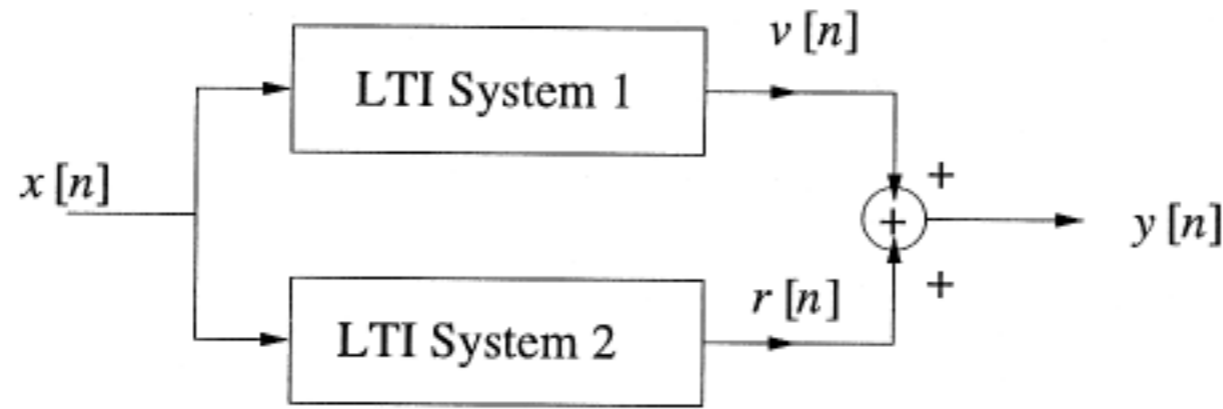 v [n]
LTI System 1
x [n]
+
+
y [n]
+
r [n]
LTI System 2